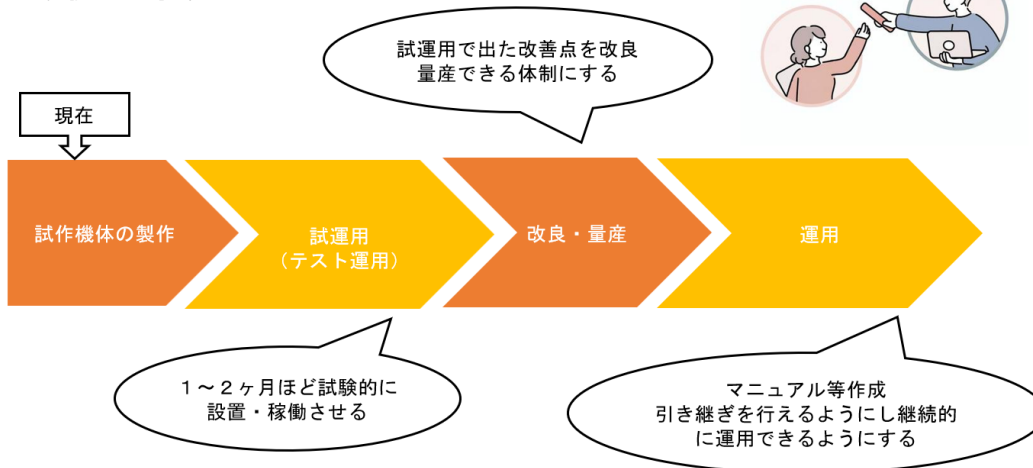 試運用で出た改善点を改良
量産できる体制にする
現在
試作機体の製作
試運用
（テスト運用）
改良・量産
運用
１～２ヶ月ほど試験的に
設置・稼働させる
マニュアル等作成
引き継ぎを行えるようにし継続的
に運用できるようにする